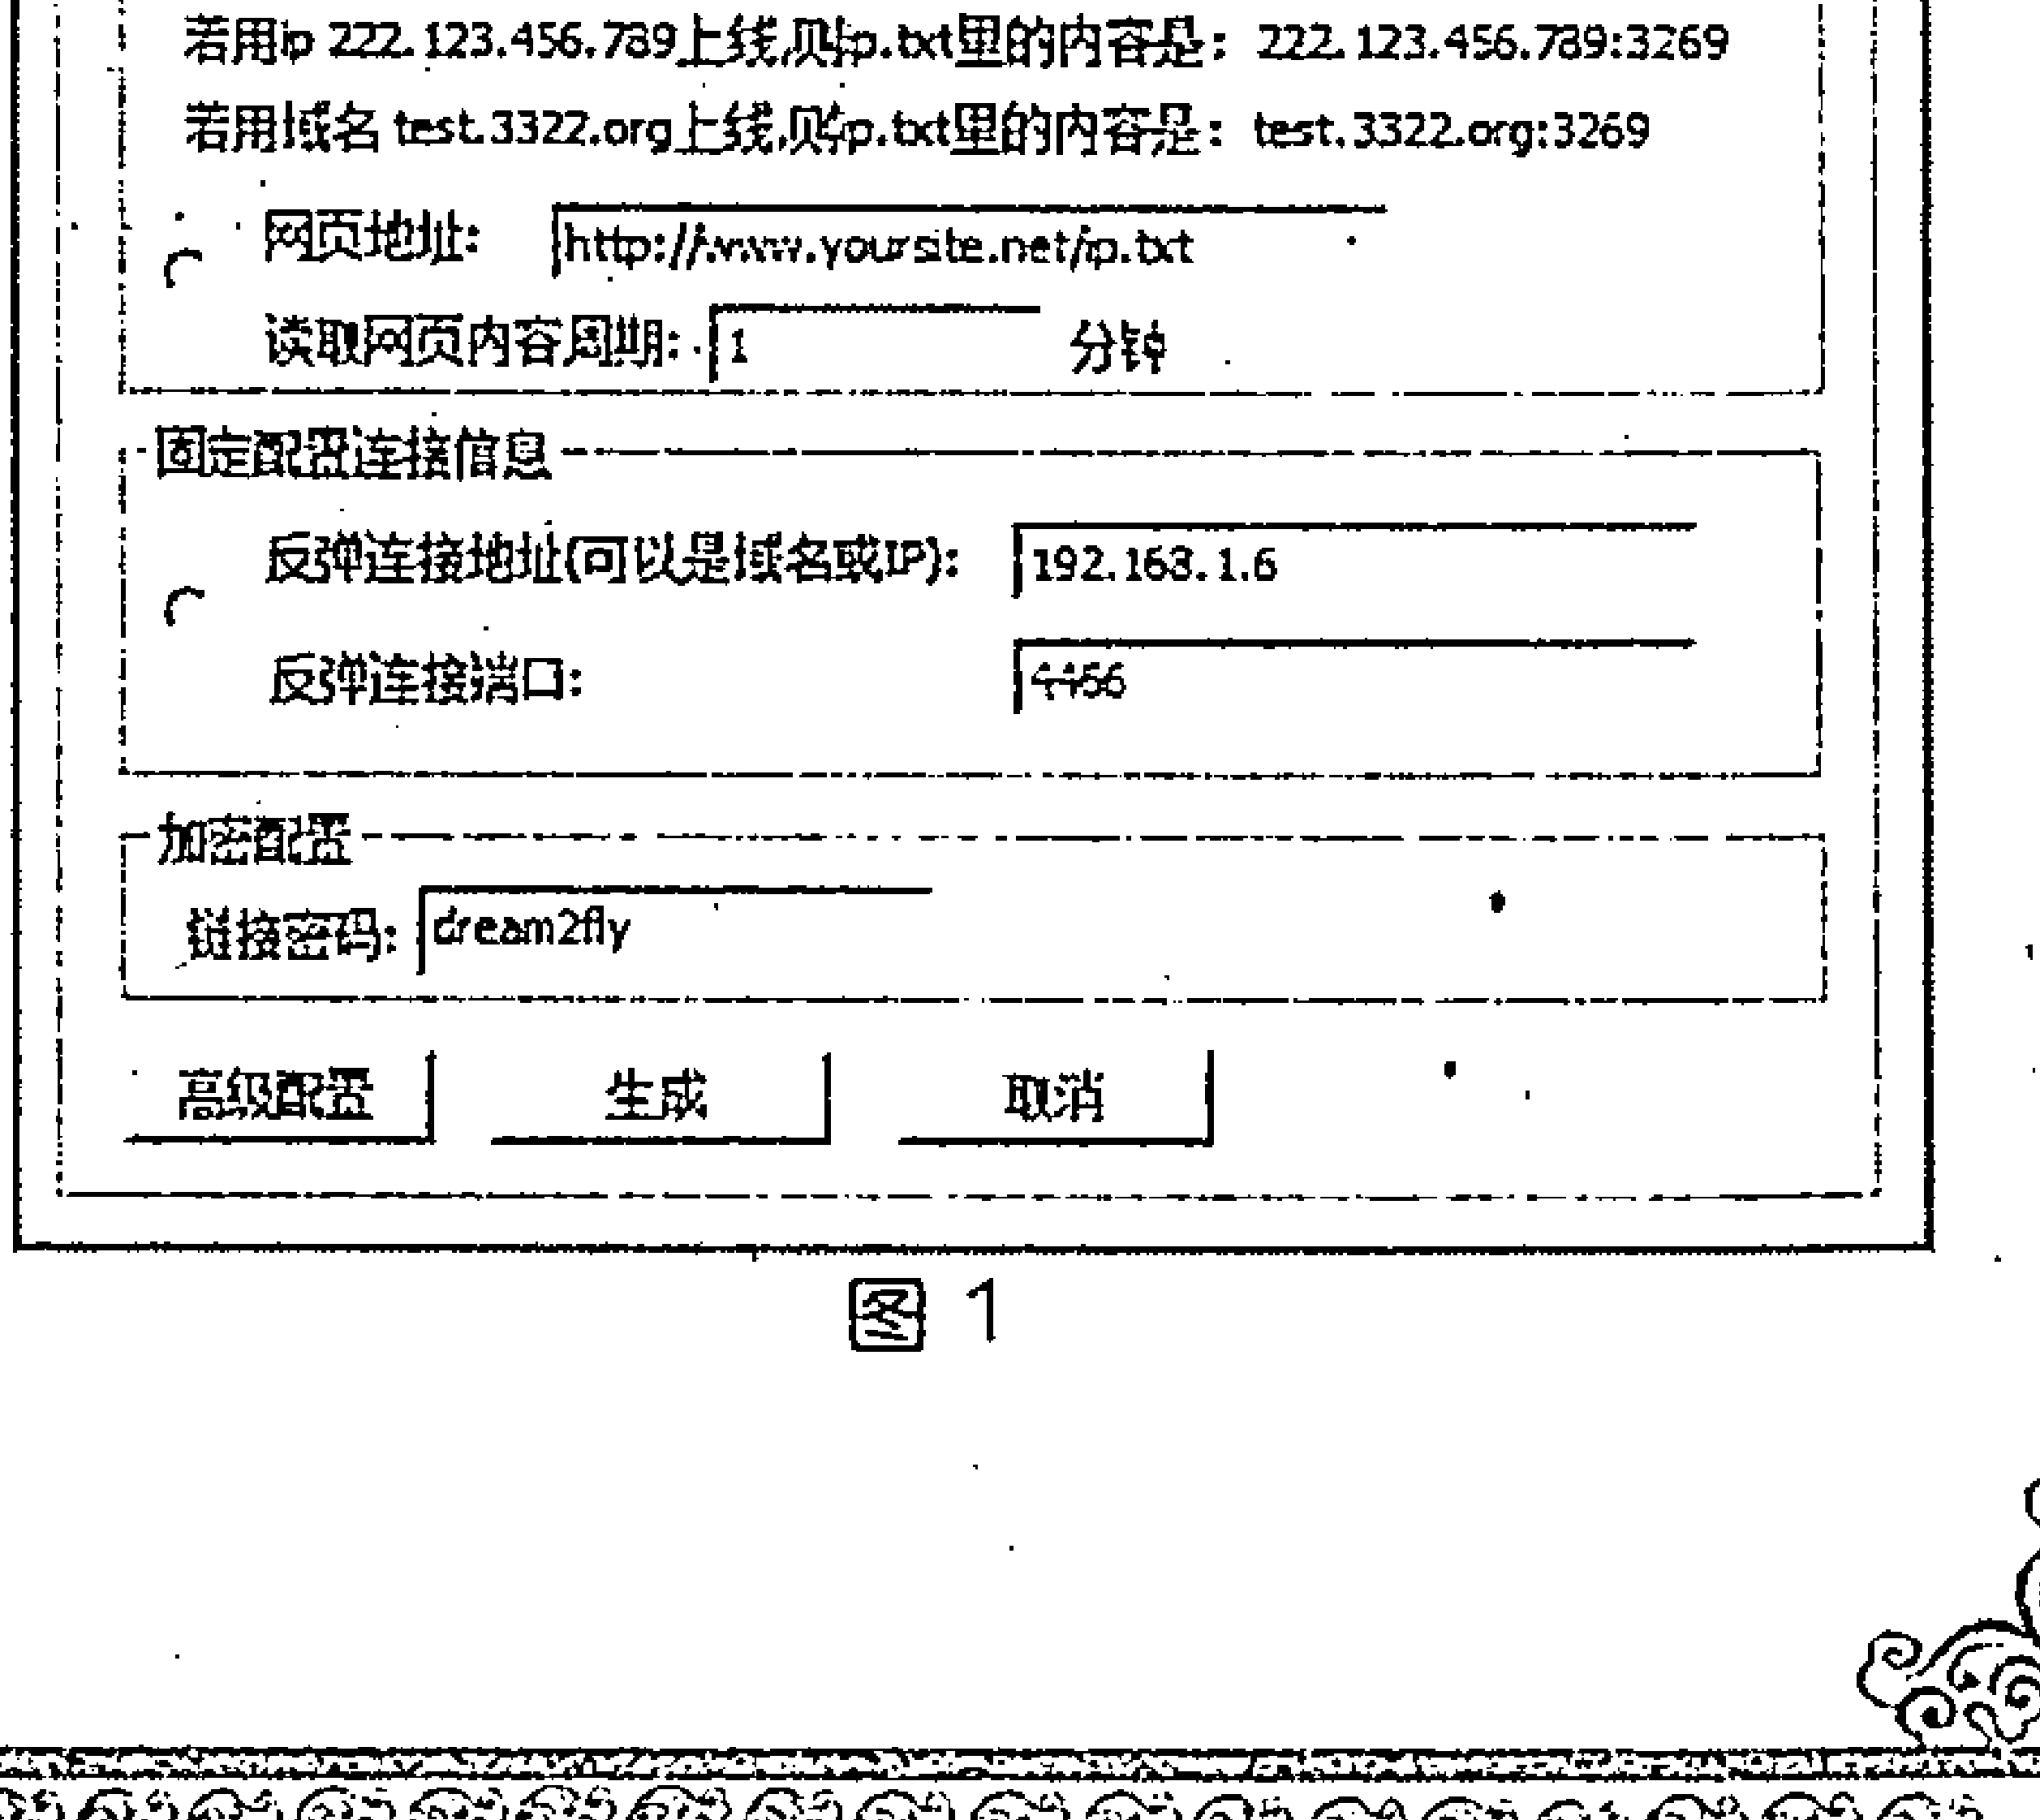 若用ip 222.123.456.789上线,则ip.txt里的内容是：222.123.456.789:3269
若用域名 test.3322.org上线,则ip.txt里的内容是：test.3322.org:3269
网页地址: http://www.yoursite.net/ip.txt
读取网页内容周期: 1 分钟
固定配置连接信息
反弹连接地址(可以是域名或IP): 192.168.1.6
反弹连接端口:
加密配置
链接密码: dream2fly
高级配置 生成 取消
图 1